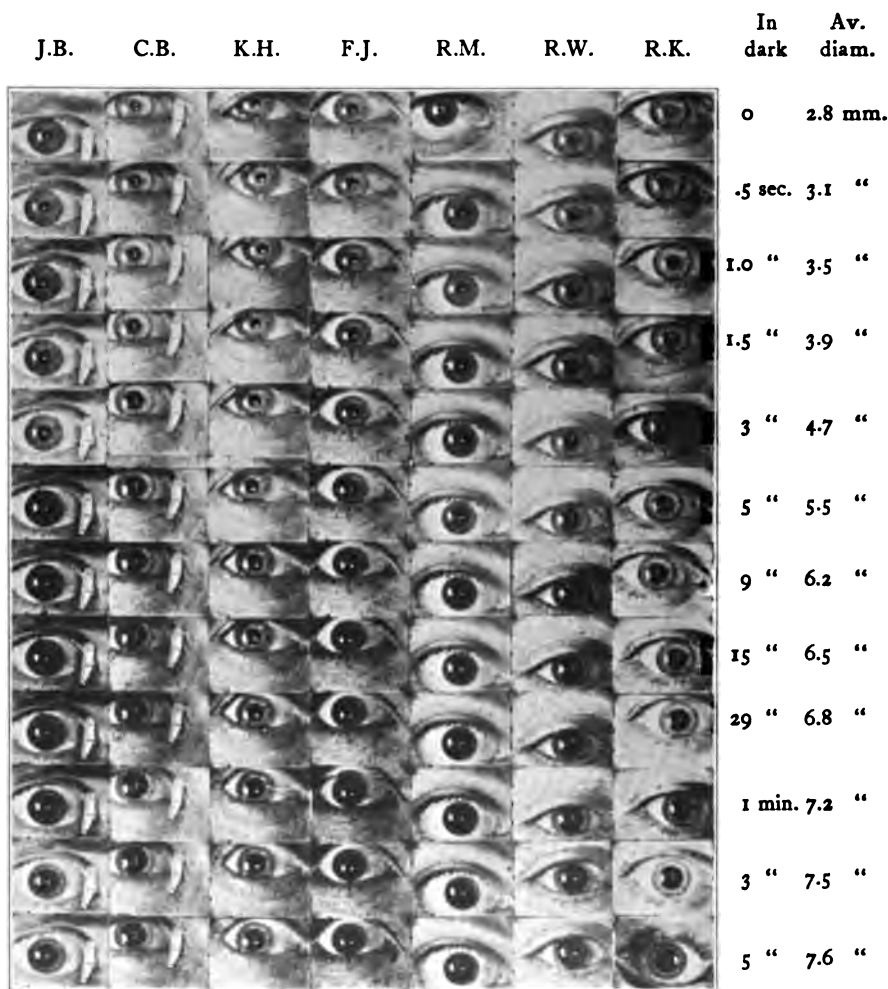 In Av.
J.B. C.B. K.H. F.J. R.M. R.W. R.K. dark diam.
0 2.8 mm.
.5 sec. 3.1 “
1.0 “ 3.5 “
1.5 “ 3.9 “
3 “ 4.7 “
5 “ 5.5 “
9 “ 6.2 “
15 “ 6.5 “
29 “ 6.8 “
1 min. 7.2 “
3 “ 7.5 “
5 “ 7.6 “